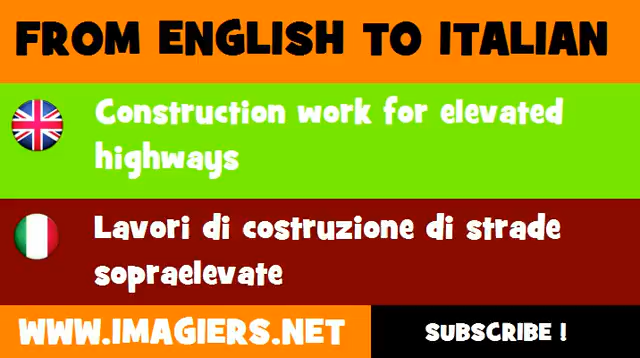 FROM ENGLISH TO ITALIAN
Construction work for elevated
highways
Lavori di costruzione di strade
sopraelevate
WWW.IMAGIERS.NET
SUBSCRIBE !